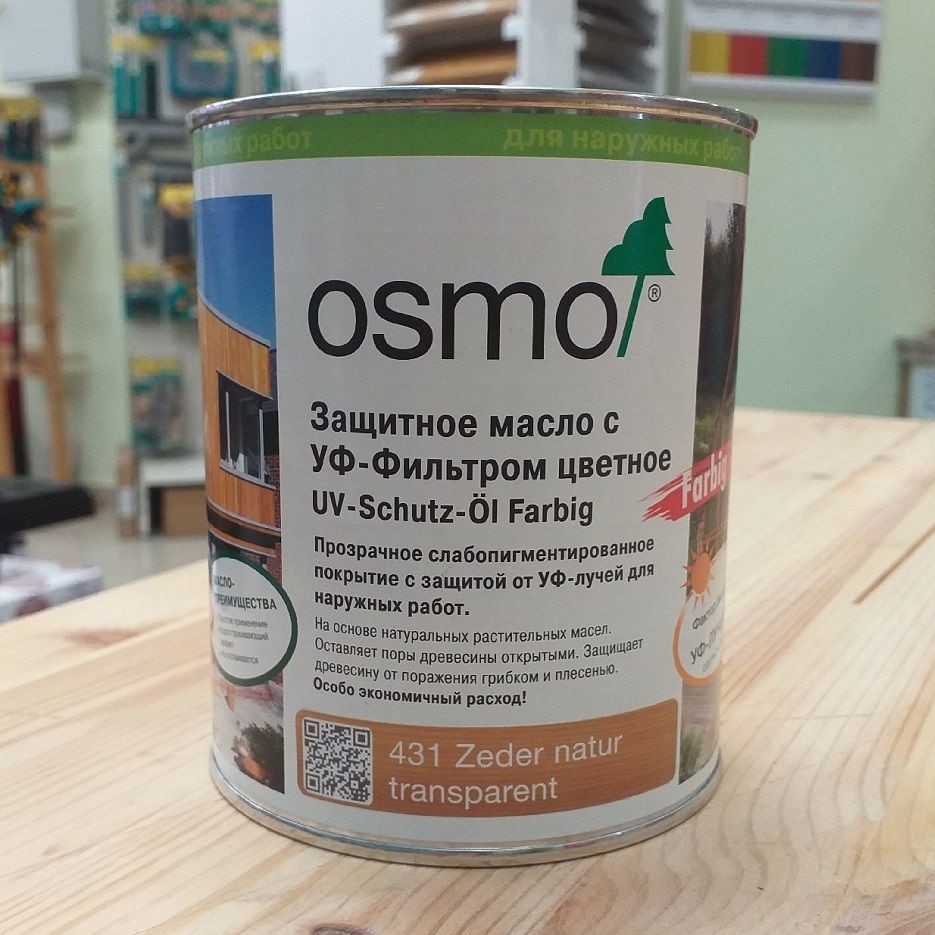 работ
для наружных работ
osmo®
Защитное масло с
УФ-Фильтром цветное
UV-Schutz-Öl Farbig
Farbig
Прозрачное слабопигментированное
покрытие с защитой от УФ-лучей для
наружных работ.
На основе натуральных растительных масел.
Оставляет поры древесины открытыми. Защищает
древесину от поражения грибком и плесенью.
Особо экономичный расход!
431 Zeder natur
transparent